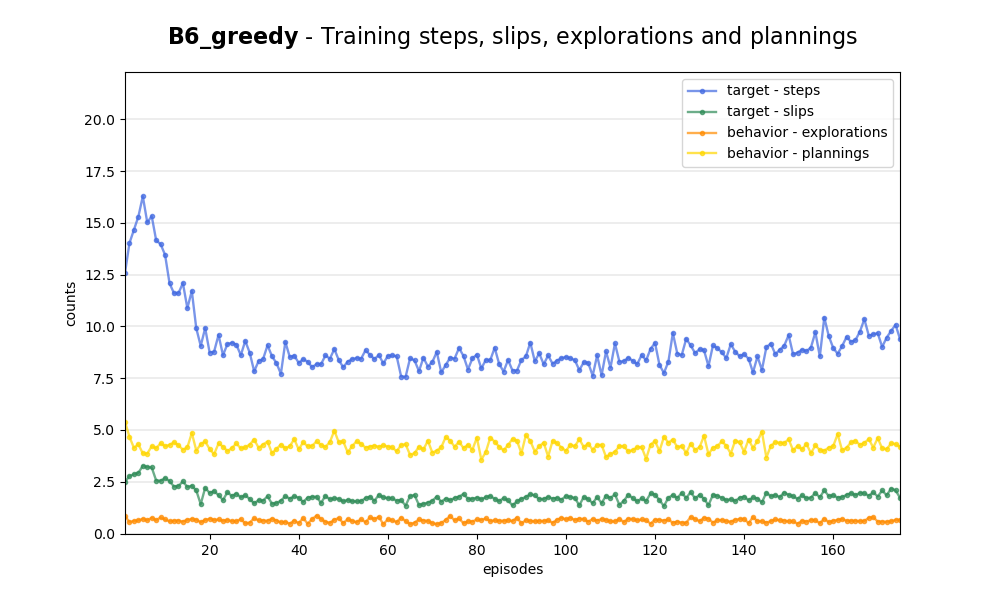 B6_greedy - Training steps, slips, explorations and plannings
target - steps
target - slips
behavior - explorations
behavior - plannings
counts
20.0
17.5
15.0
12.5
10.0
7.5
5.0
2.5
0.0
20 40 60 80 100 120 140 160
episodes